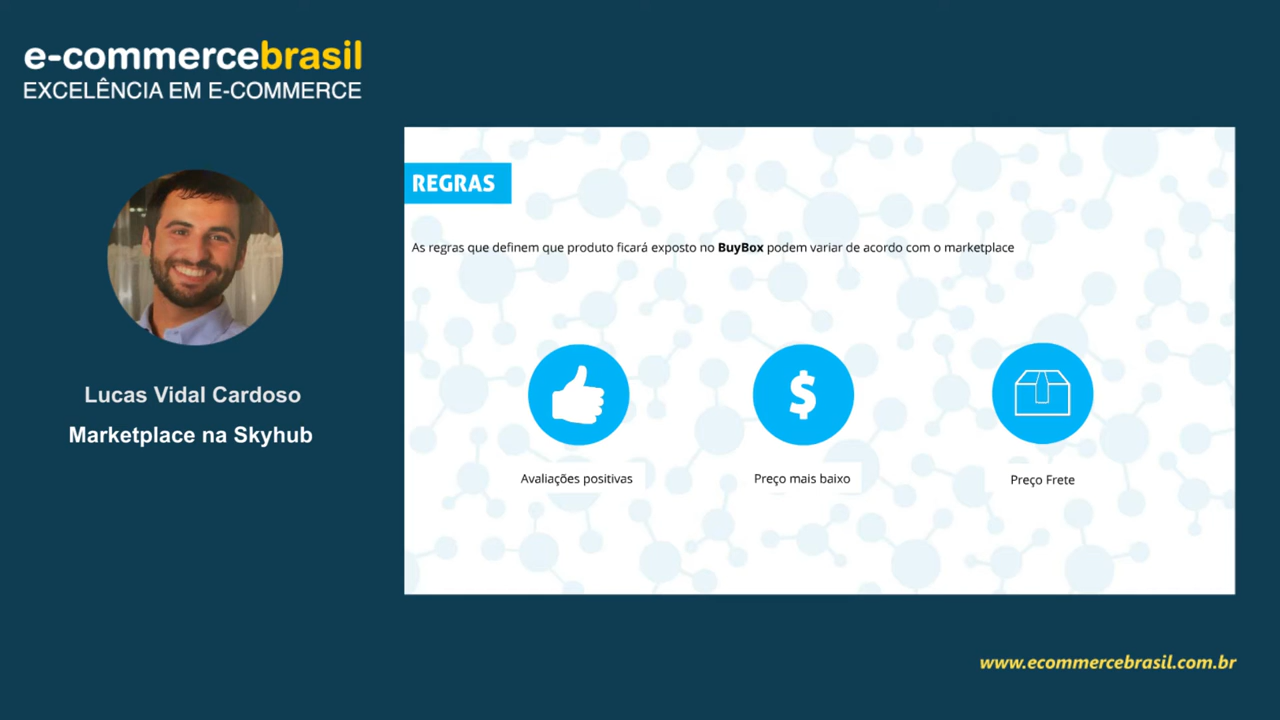 e-commercebrasil
EXCELÊNCIA EM E-COMMERCE
Lucas Vidal Cardoso
Marketplace na Skyhub
REGRAS
As regras que definem que produto ficará exposto no BuyBox podem variar de acordo com o marketplace
$
Avaliações positivas
Preço mais baixo
Preço Frete
www.ecommercebrasil.com.br